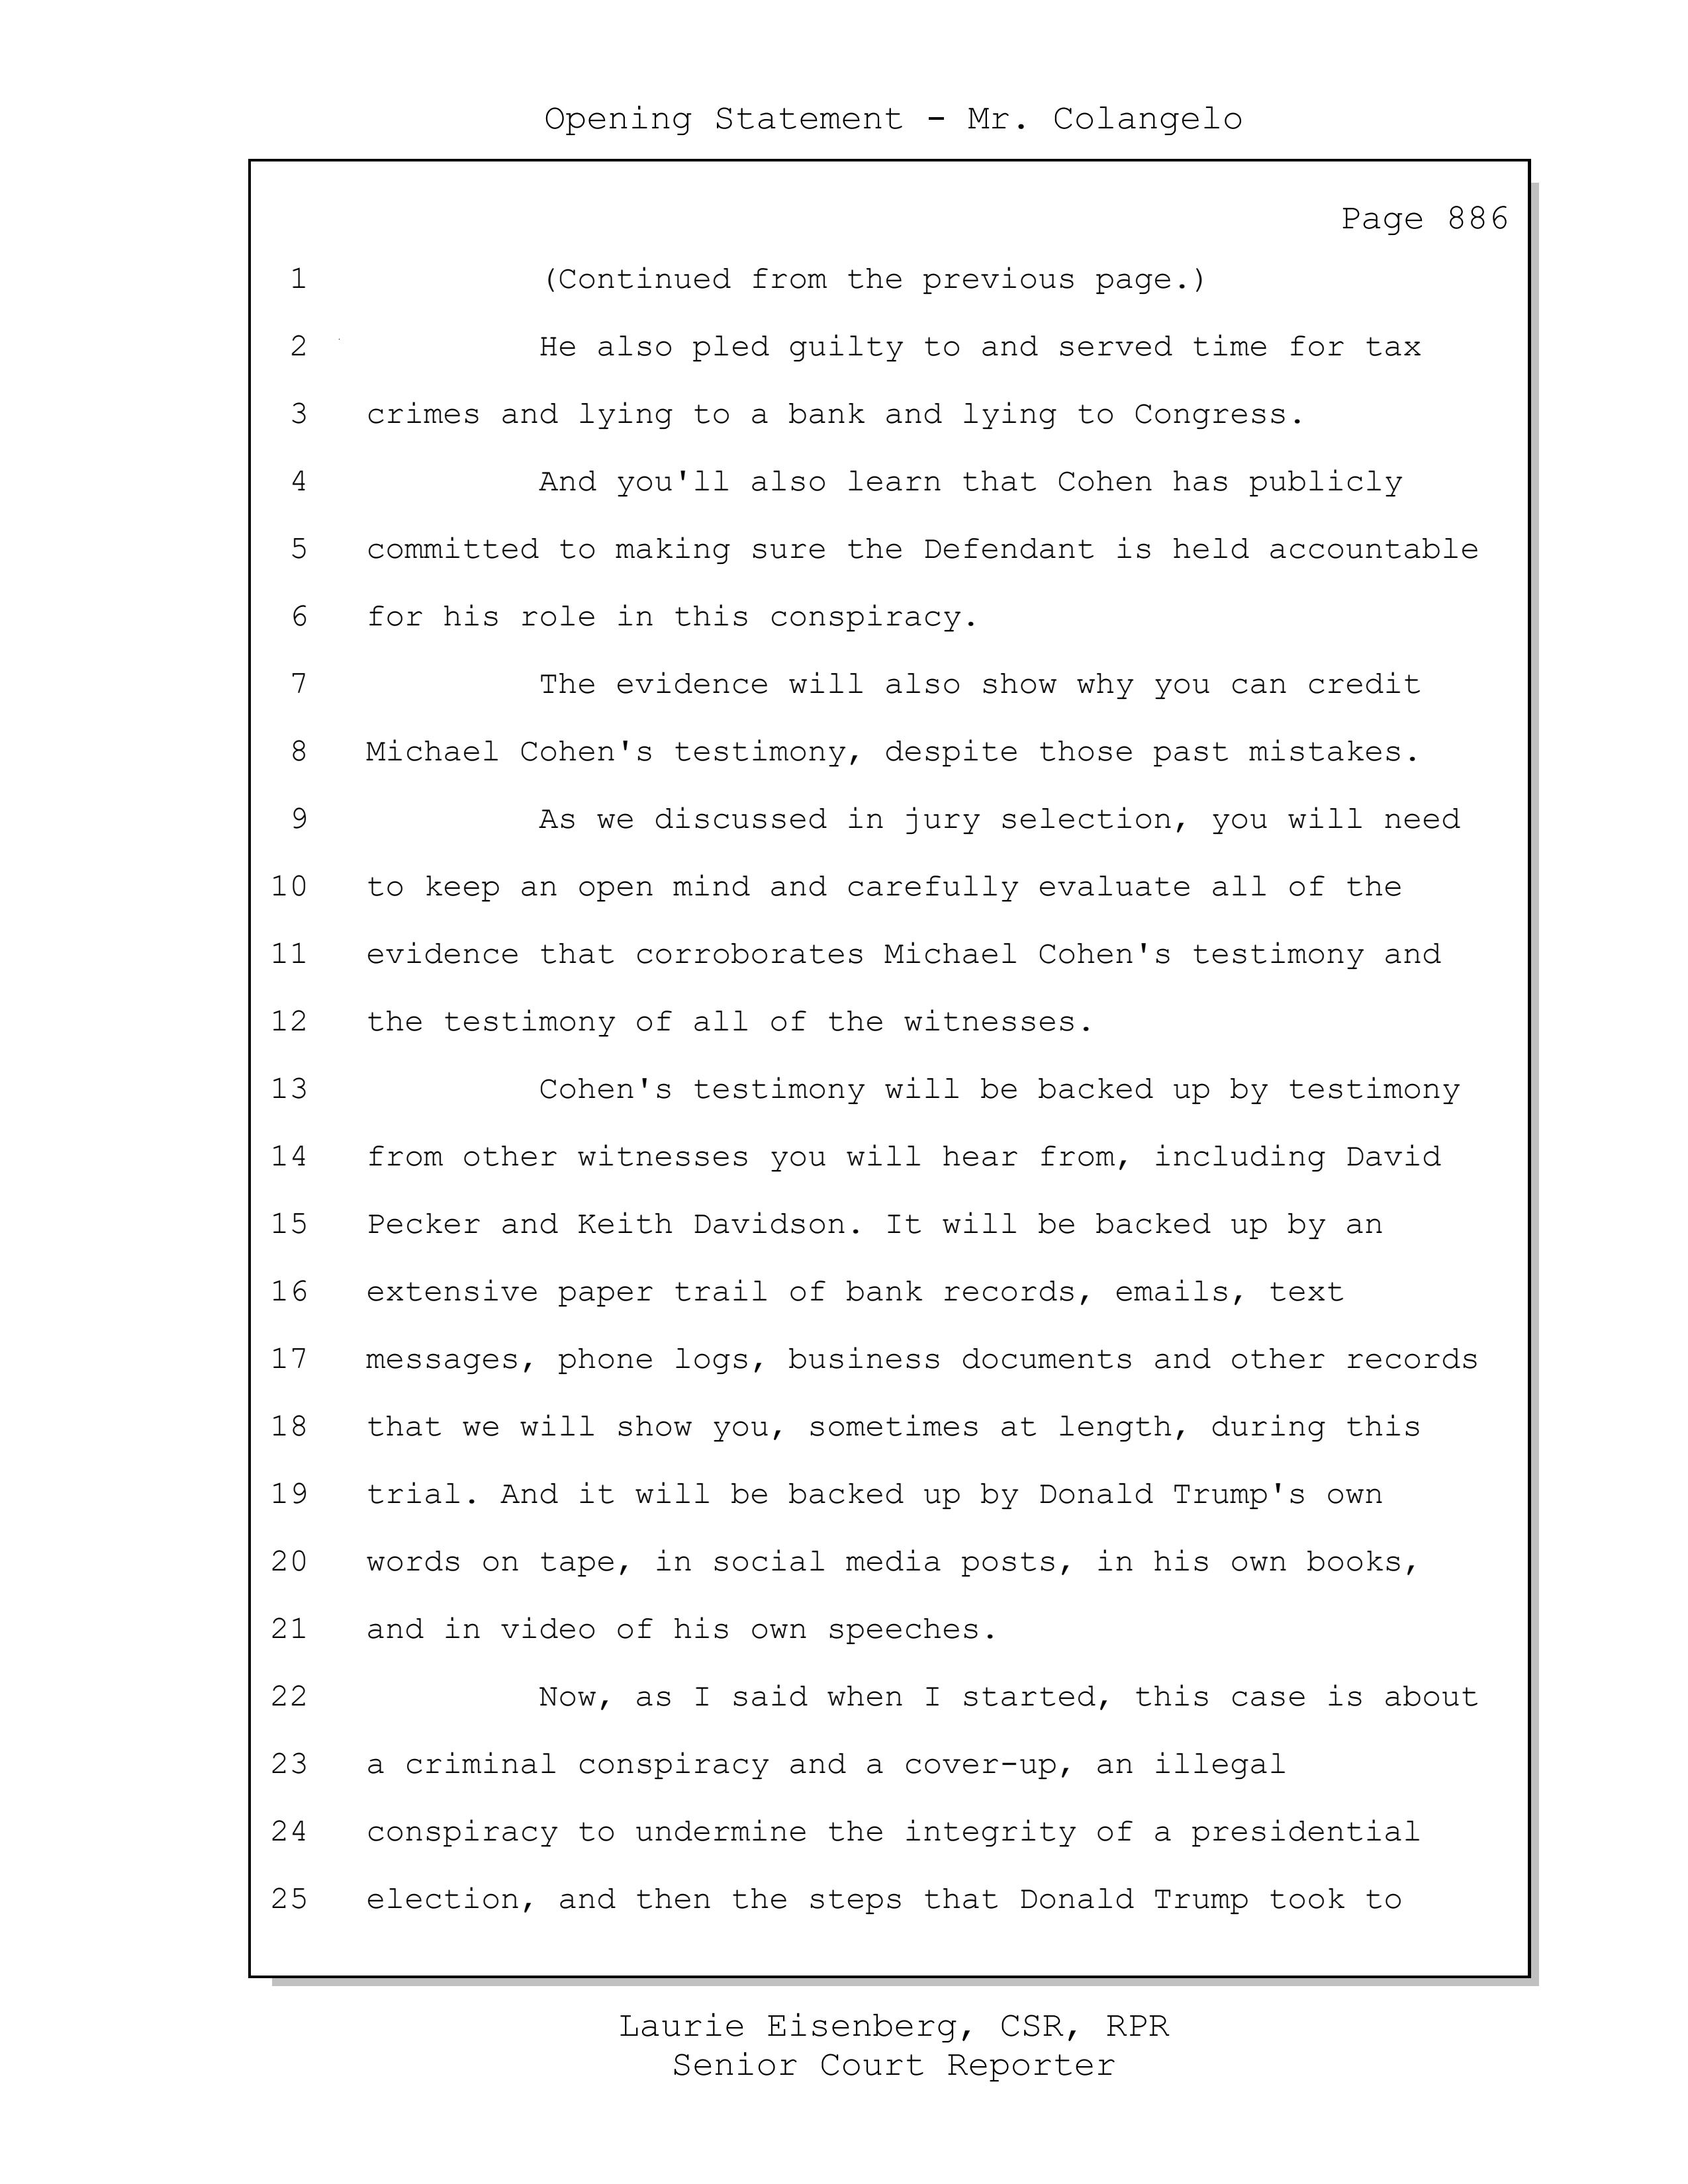 Opening Statement - Mr. Colangelo
Page 886
1 (Continued from the previous page.)
2 He also pled guilty to and served time for tax
3 crimes and lying to a bank and lying to Congress.
4 And you'll also learn that Cohen has publicly
5 committed to making sure the Defendant is held accountable
6 for his role in this conspiracy.
7 The evidence will also show why you can credit
8 Michael Cohen's testimony, despite those past mistakes.
9 As we discussed in jury selection, you will need
10 to keep an open mind and carefully evaluate all of the
11 evidence that corroborates Michael Cohen's testimony and
12 the testimony of all of the witnesses.
13 Cohen's testimony will be backed up by testimony
14 from other witnesses you will hear from, including David
15 Pecker and Keith Davidson. It will be backed up by an
16 extensive paper trail of bank records, emails, text
17 messages, phone logs, business documents and other records
18 that we will show you, sometimes at length, during this
19 trial. And it will be backed up by Donald Trump's own
20 words on tape, in social media posts, in his own books,
21 and in video of his own speeches.
22 Now, as I said when I started, this case is about
23 a criminal conspiracy and a cover-up, an illegal
24 conspiracy to undermine the integrity of a presidential
25 election, and then the steps that Donald Trump took to
Laurie Eisenberg, CSR, RPR
Senior Court Reporter